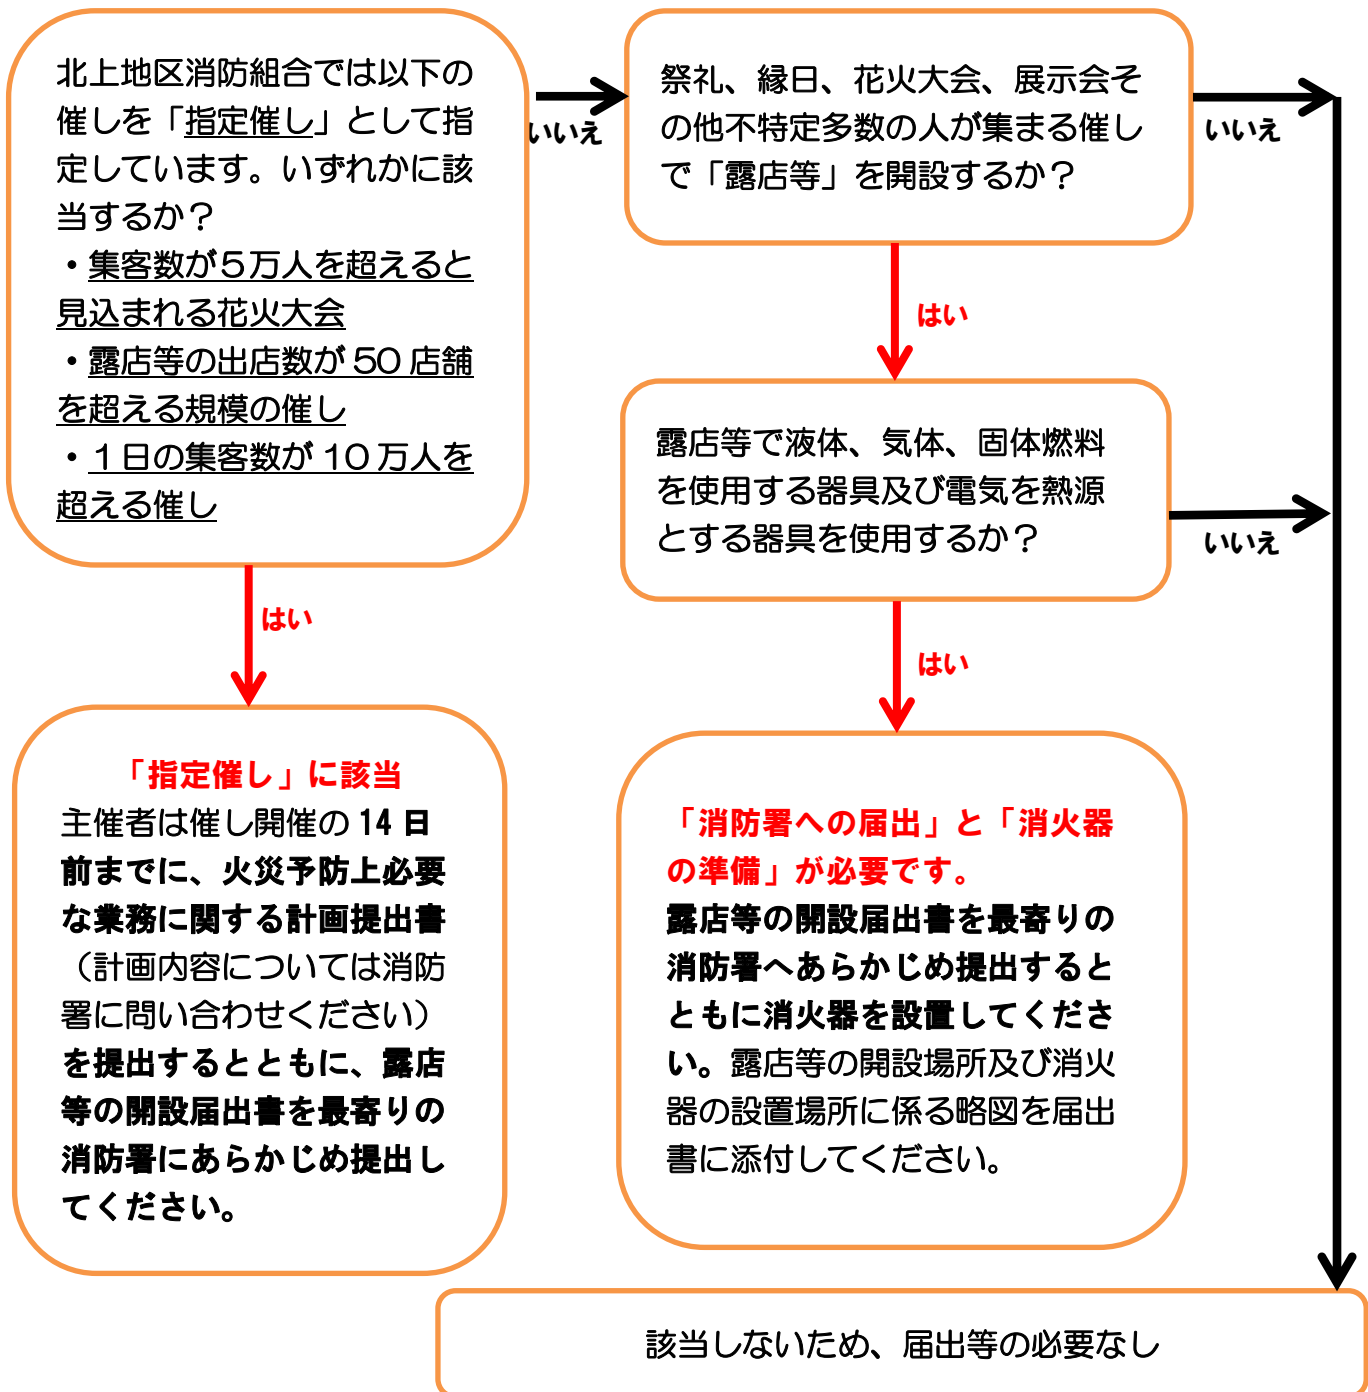 北上地区消防組合では以下の
催しを「指定催し」として指
定しています。いずれかに該
当するか？
・集客数が５万人を超えると
見込まれる花火大会
・露店等の出店数が 50 店舗
を超える規模の催し
・１日の集客数が 10 万人を
超える催し
いいえ
祭礼、縁日、花火大会、展示会そ
の他不特定多数の人が集まる催し
で「露店等」を開設するか？
いいえ
はい
露店等で液体、気体、固体燃料
を使用する器具及び電気を熱源
とする器具を使用するか？
いいえ
はい
はい
「指定催し」に該当
主催者は催し開催の 14 日
前までに、火災予防上必要
な業務に関する計画提出書
（計画内容については消防
署に問い合わせください）
を提出するとともに、露店
等の開設届出書を最寄りの
消防署にあらかじめ提出し
てください。
「消防署への届出」と「消火器
の準備」が必要です。
露店等の開設届出書を最寄りの
消防署へあらかじめ提出すると
ともに消火器を設置してくださ
い。露店等の開設場所及び消火
器の設置場所に係る略図を届出
書に添付してください。
該当しないため、届出等の必要なし